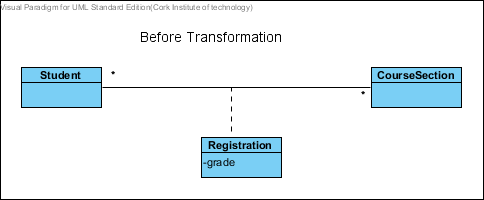 Visual Paradigm for UML Standard Edition(Cork Institute of technology)
Before Transformation
Student
*
CourseSection
*
Registration
-grade